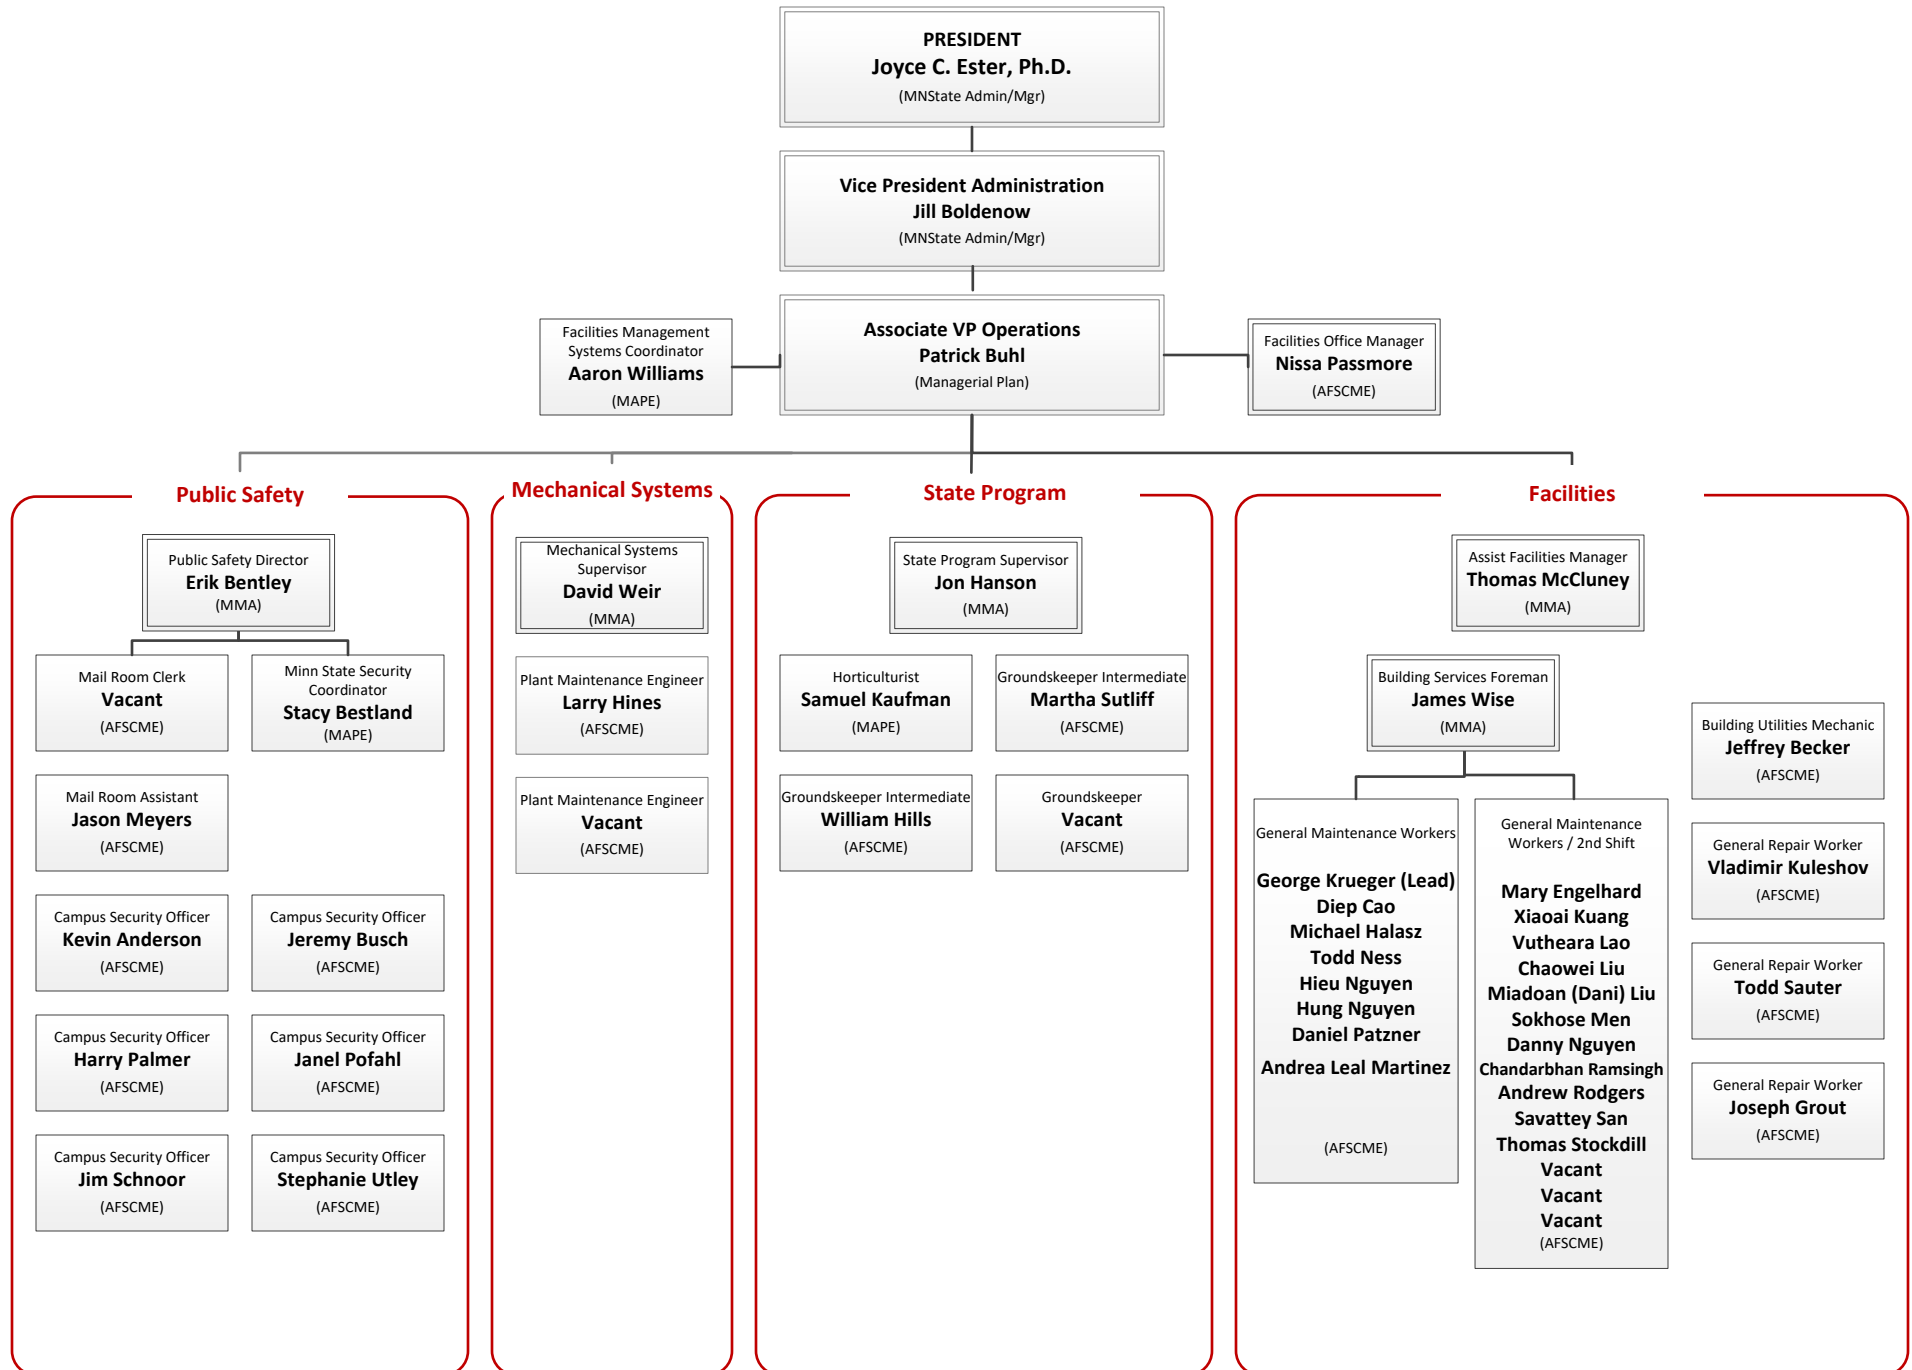 PRESIDENT
Joyce C. Ester, Ph.D.
(MNState Admin/Mgr)
Vice President Administration
Jill Boldenow
(MNState Admin/Mgr)
Associate VP Operations
Patrick Buhl
(Managerial Plan)
Facilities Management
Systems Coordinator
Aaron Williams
(MAPE)
Facilities Office Manager
Nissa Passmore
(AFSCME)
Public Safety
Public Safety Director
Erik Bentley
(MMA)
Mail Room Clerk
Vacant
(AFSCME)
Minn State Security
Coordinator
Stacy Bestland
(MAPE)
Mail Room Assistant
Jason Meyers
(AFSCME)
Campus Security Officer
Kevin Anderson
(AFSCME)
Campus Security Officer
Jeremy Busch
(AFSCME)
Campus Security Officer
Harry Palmer
(AFSCME)
Campus Security Officer
Janel Pofahl
(AFSCME)
Campus Security Officer
Jim Schnoor
(AFSCME)
Campus Security Officer
Stephanie Utley
(AFSCME)
Mechanical Systems
Mechanical Systems
Supervisor
David Weir
(MMA)
Plant Maintenance Engineer
Larry Hines
(AFSCME)
Plant Maintenance Engineer
Vacant
(AFSCME)
State Program
State Program Supervisor
Jon Hanson
(MMA)
Horticulturist
Samuel Kaufman
(MAPE)
Groundskeeper Intermediate
Martha Sutliff
(AFSCME)
Groundskeeper Intermediate
William Hills
(AFSCME)
Groundskeeper
Vacant
(AFSCME)
Facilities
Assist Facilities Manager
Thomas McCluney
(MMA)
Building Services Foreman
James Wise
(MMA)
General Maintenance Workers
George Krueger (Lead)
Diep Cao
Michael Halasz
Todd Ness
Hieu Nguyen
Hung Nguyen
Daniel Patzner
Andrea Leal Martinez
(AFSCME)
General Maintenance
Workers / 2nd Shift
Mary Engelhard
Xiaoai Kuang
Vutheara Lao
Chaowei Liu
Miadoan (Dani) Liu
Sokhose Men
Danny Nguyen
Chandarbhan Ramsingh
Andrew Rodgers
Savattey San
Thomas Stockdill
Vacant
Vacant
Vacant
(AFSCME)
Building Utilities Mechanic
Jeffrey Becker
(AFSCME)
General Repair Worker
Vladimir Kuleshov
(AFSCME)
General Repair Worker
Todd Sauter
(AFSCME)
General Repair Worker
Joseph Grout
(AFSCME)